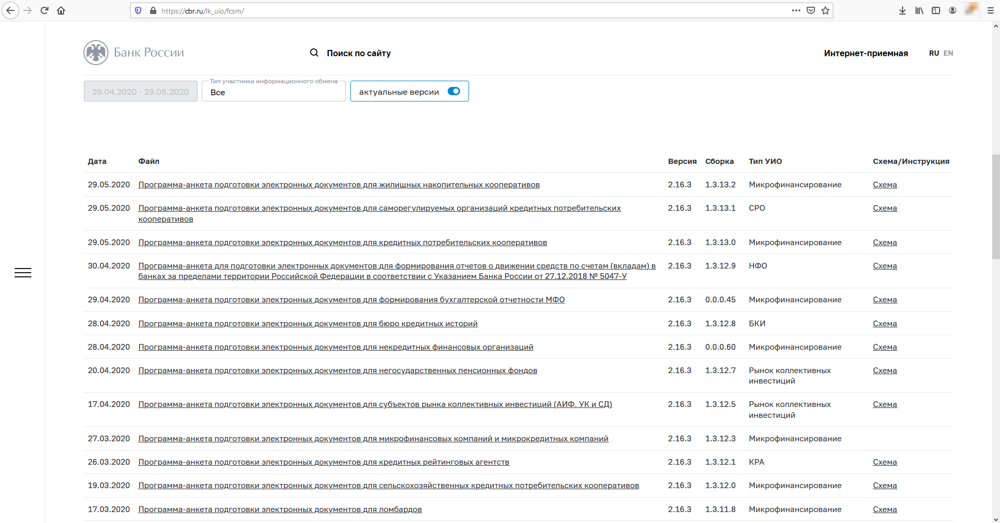 https://cbr.ru/lk_uio/fcsm/
Банк России
Поиск по сайту
Интернет-приемная
RU EN
29.04.2020 - 29.05.2020
Тип участника информационного обмена
Все
актуальные версии
Дата Файл Версия Сборка Тип УИО Схема/Инструкция
29.05.2020 Программа-анкета подготовки электронных документов для жилищных накопительных кооперативов 2.16.3 1.3.13.2 Микрофинансирование Схема
29.05.2020 Программа-анкета подготовки электронных документов для саморегулируемых организаций кредитных потребительских 2.16.3 1.3.13.1 СРО Схема
кооперативов
29.05.2020 Программа-анкета подготовки электронных документов для кредитных потребительских кооперативов 2.16.3 1.3.13.0 Микрофинансирование Схема
30.04.2020 Программа-анкета для подготовки электронных документов для формирования отчетов о движении средств по счетам (вкладам) в 2.16.3 1.3.12.9 НФО Схема
банках за пределами территории Российской Федерации в соответствии с Указанием Банка России от 27.12.2018 № 5047-У
29.04.2020 Программа-анкета подготовки электронных документов для формирования бухгалтерской отчетности МФО 2.16.3 0.0.0.45 Микрофинансирование Схема
28.04.2020 Программа-анкета подготовки электронных документов для бюро кредитных историй 2.16.3 1.3.12.8 БКИ Схема
28.04.2020 Программа-анкета подготовки электронных документов для некредитных финансовых организаций 2.16.3 0.0.0.60 Микрофинансирование Схема
20.04.2020 Программа-анкета подготовки электронных документов для негосударственных пенсионных фондов 2.16.3 1.3.12.7 Рынок коллективных Схема
инвестиций
17.04.2020 Программа-анкета подготовки электронных документов для субъектов рынка коллективных инвестиций (АИФ, УК и СД) 2.16.3 1.3.12.5 Рынок коллективных Схема
инвестиций
27.03.2020 Программа-анкета подготовки электронных документов для микрофинансовых компаний и микрокредитных компаний 2.16.3 1.3.12.3 Микрофинансирование
26.03.2020 Программа-анкета подготовки электронных документов для кредитных рейтинговых агентств 2.16.3 1.3.12.1 КРА Схема
19.03.2020 Программа-анкета подготовки электронных документов для сельскохозяйственных кредитных потребительских кооперативов 2.16.3 1.3.12.0 Микрофинансирование Схема
17.03.2020 Программа-анкета подготовки электронных документов для ломбардов 2.16.3 1.3.11.8 Микрофинансирование Схема